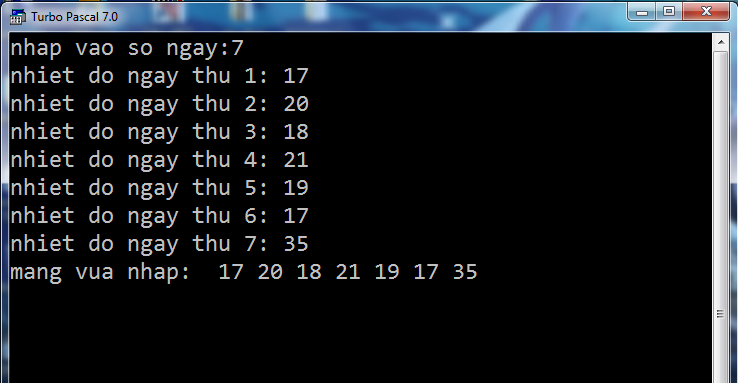 Turbo Pascal 7.0
nhap vao so ngay:7
nhiet do ngay thu 1: 17
nhiet do ngay thu 2: 20
nhiet do ngay thu 3: 18
nhiet do ngay thu 4: 21
nhiet do ngay thu 5: 19
nhiet do ngay thu 6: 17
nhiet do ngay thu 7: 35
mang vua nhap:  17 20 18 21 19 17 35